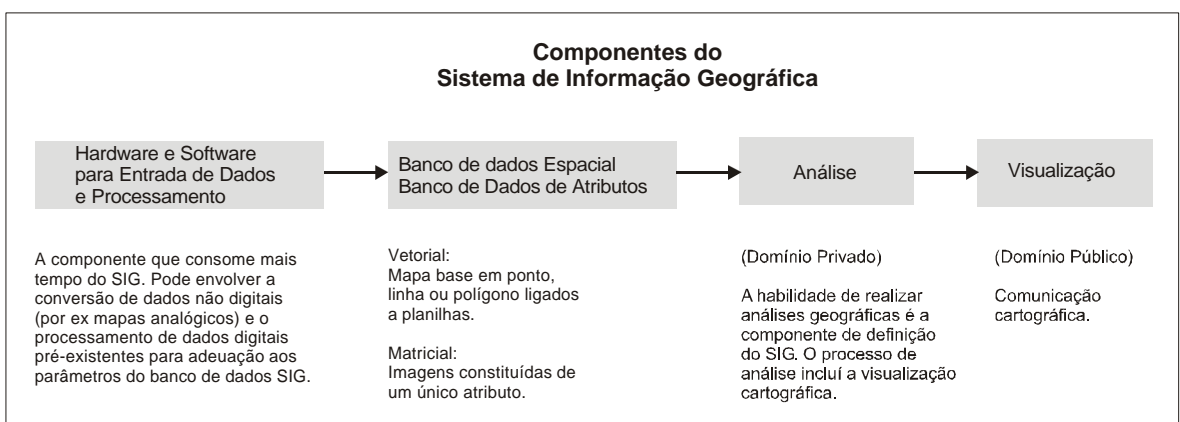 Componentes do
Sistema de Informação Geográfica
Hardware e Software
para Entrada de Dados
e Processamento
Banco de dados Espacial
Banco de Dados de Atributos
Análise
Visualização
A componente que consome mais
tempo do SIG. Pode envolver a
conversão de dados não digitais
(por ex mapas analógicos) e o
processamento de dados digitais
pré-existentes para adeuação aos
parâmetros do banco de dados SIG.
Vetorial:
Mapa base em ponto,
linha ou polígono ligados
a planilhas.
Matricial:
Imagens constituídas de
um único atributo.
(Domínio Privado)
A habilidade de realizar
análises geográficas é a
componente de definição
do SIG. O processo de
análise incluí a visualização
cartográfica.
(Domínio Público)
Comunicação
cartográfica.